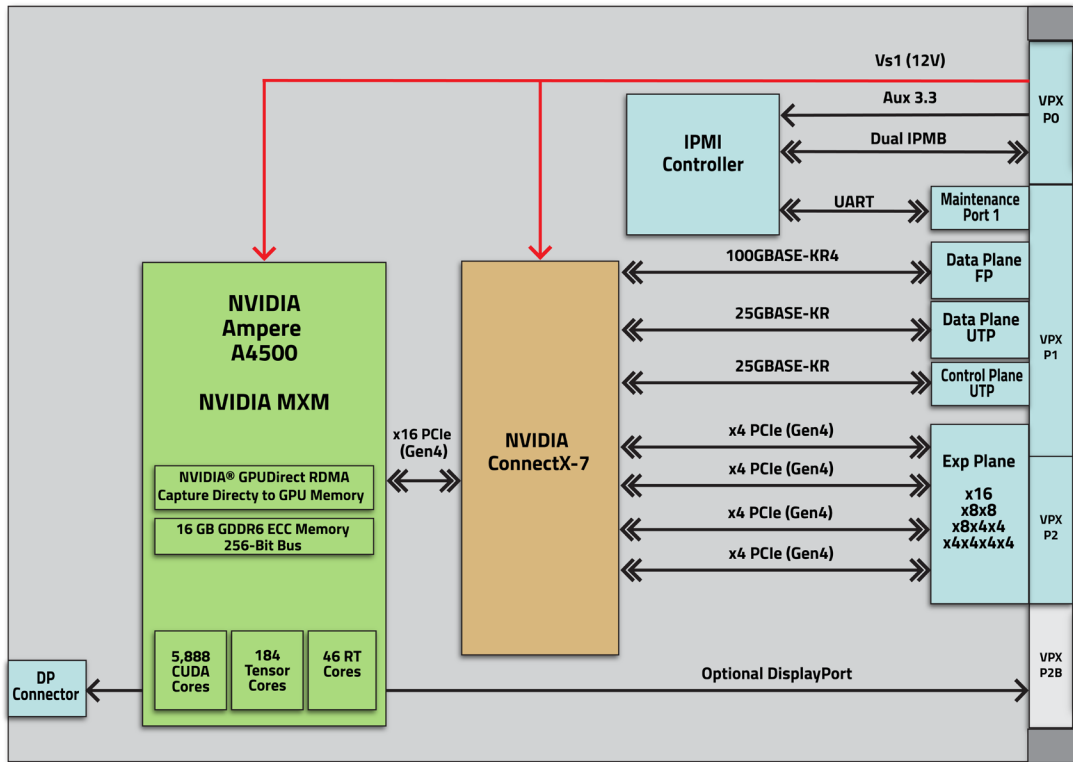 Vs1 (12V)
Aux 3.3
Dual IPMB
UART
IPMI
Controller
VPX
P0
Maintenance
Port 1
100GBASE-KR4
Data Plane
FP
25GBASE-KR
Data Plane
UTP
25GBASE-KR
Control Plane
UTP
VPX
P1
NVIDIA
Ampere
A4500
NVIDIA MXM
NVIDIA® GPUDirect RDMA
Capture Directy to GPU Memory
16 GB GDDR6 ECC Memory
256-Bit Bus
5,888
CUDA
Cores
184
Tensor
Cores
46 RT
Cores
x16 PCIe
(Gen4)
NVIDIA
ConnectX-7
x4 PCIe (Gen4)
x4 PCIe (Gen4)
x4 PCIe (Gen4)
x4 PCIe (Gen4)
Exp Plane
x16
x8x8
x8x4x4
x4x4x4x4
VPX
P2
DP
Connector
Optional DisplayPort
VPX
P2B